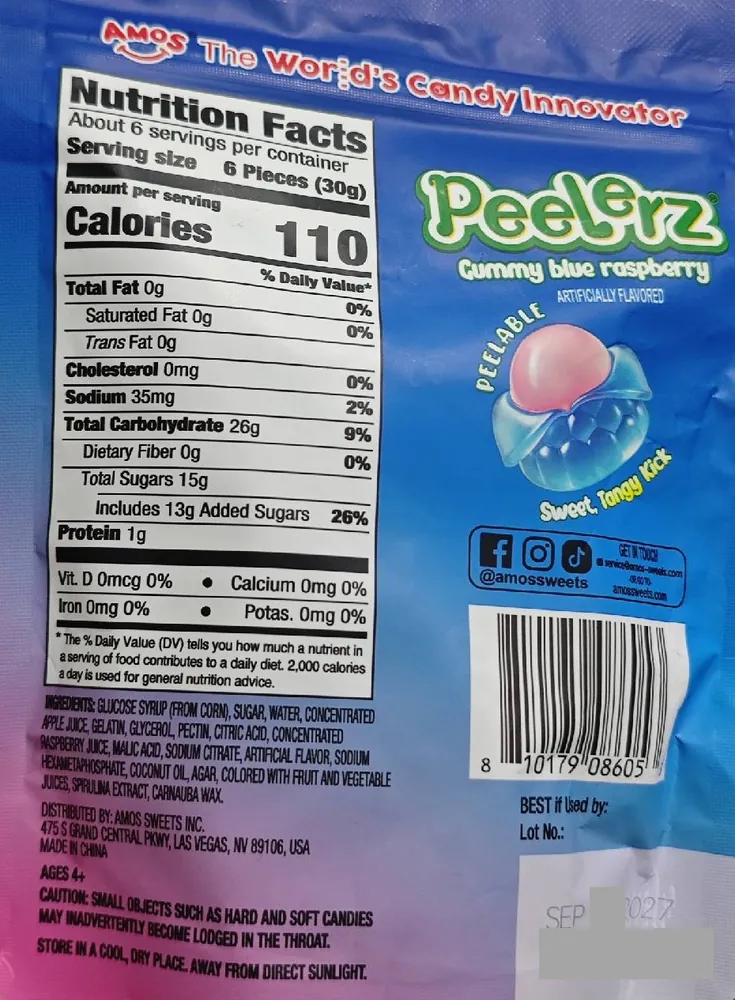 AMOS The World's Candy Innovator
Nutrition Facts
About 6 servings per container
Serving size 6 Pieces (30g)
Amount per serving
Calories 110
% Daily Value*
Total Fat 0g 0%
Saturated Fat 0g 0%
Trans Fat 0g
Cholesterol 0mg 0%
Sodium 35mg 2%
Total Carbohydrate 26g 9%
Dietary Fiber 0g 0%
Total Sugars 15g
Includes 13g Added Sugars 26%
Protein 1g
Vit. D 0mcg 0% • Calcium 0mg 0%
Iron 0mg 0% • Potas. 0mg 0%
* The % Daily Value (DV) tells you how much a nutrient in
a serving of food contributes to a daily diet. 2,000 calories
a day is used for general nutrition advice.
INGREDIENTS: GLUCOSE SYRUP (FROM CORN), SUGAR, WATER, CONCENTRATED
APPLE JUICE, GELATIN, GLYCEROL, PECTIN, CITRIC ACID, CONCENTRATED
RASPBERRY JUICE, MALIC ACID, SODIUM CITRATE, ARTIFICIAL FLAVOR, SODIUM
HEXAMETAPHOSPHATE, COCONUT OIL, AGAR, COLORED WITH FRUIT AND VEGETABLE
JUICES, SPIRULINA EXTRACT, CARNAUBA WAX.
DISTRIBUTED BY: AMOS SWEETS INC.
475 S GRAND CENTRAL PKWY, LAS VEGAS, NV 89106, USA
MADE IN CHINA
AGES 4+
CAUTION: SMALL OBJECTS SUCH AS HARD AND SOFT CANDIES
MAY INADVERTENTLY BECOME LODGED IN THE THROAT.
STORE IN A COOL, DRY PLACE. AWAY FROM DIRECT SUNLIGHT.
Peelerz®
Gummy blue raspberry
ARTIFICIALLY FLAVORED
PEELABLE
Sweet, Tangy Kick
@amossweets
GET IN TOUCH
service@amos-sweets.com
OR GO TO
amossweets.com
8 10179 08605
BEST if Used by:
Lot No.:
SEP 2027